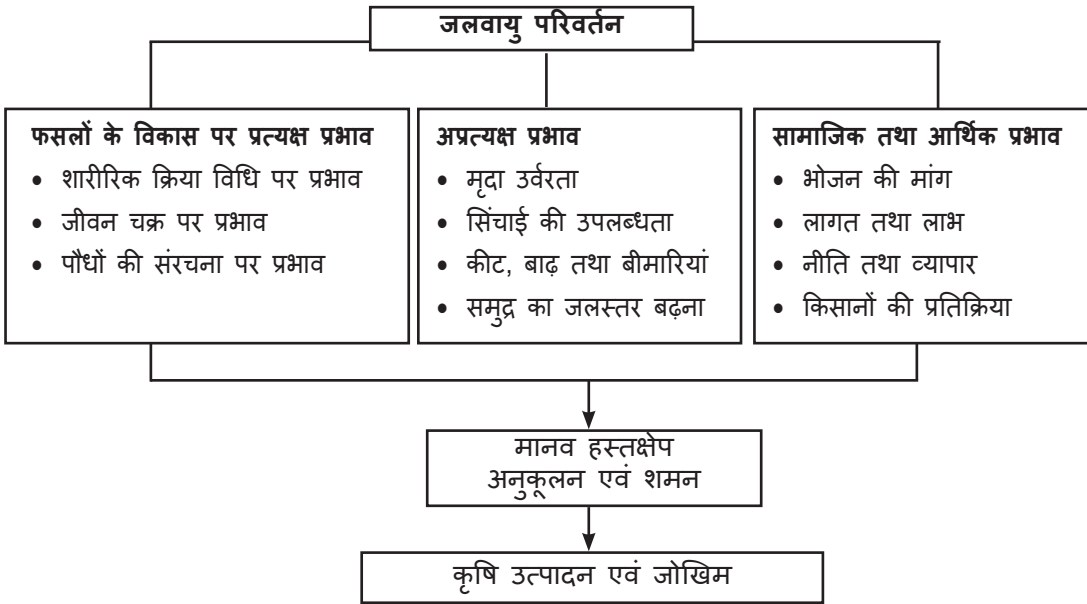 जलवायु परिवर्तन
फसलों के विकास पर प्रत्यक्ष प्रभाव
• शारीरिक क्रिया विधि पर प्रभाव
• जीवन चक्र पर प्रभाव
• पौधों की संरचना पर प्रभाव
अप्रत्यक्ष प्रभाव
• मृदा उर्वरता
• सिंचाई की उपलब्धता
• कीट, बाढ़ तथा बीमारियां
• समुद्र का जलस्तर बढ़ना
सामाजिक तथा आर्थिक प्रभाव
• भोजन की मांग
• लागत तथा लाभ
• नीति तथा व्यापार
• किसानों की प्रतिक्रिया
मानव हस्तक्षेप
अनुकूलन एवं शमन
कृषि उत्पादन एवं जोखिम